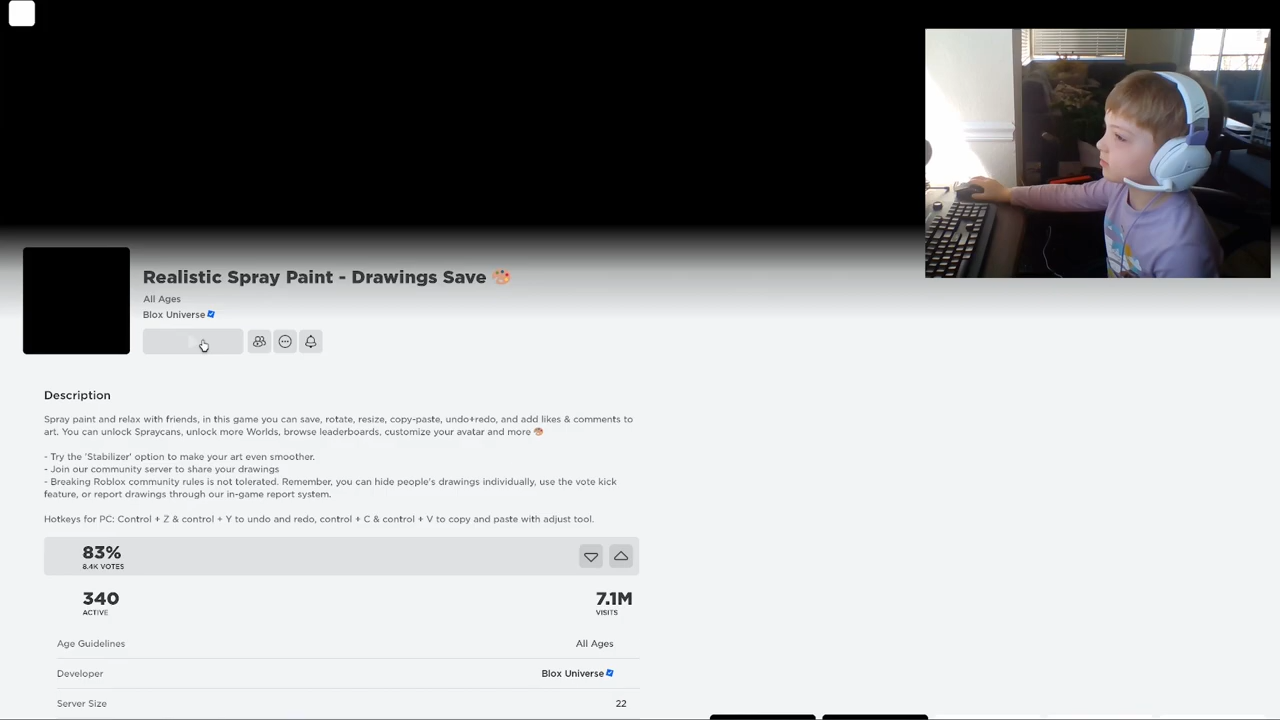 Realistic Spray Paint - Drawings Save 🎨
All Ages
Blox Universe
Description
Spray paint and relax with friends, in this game you can save, rotate, resize, copy-paste, undo+redo, and add likes & comments to
art. You can unlock Spraycans, unlock more Worlds, browse leaderboards, customize your avatar and more 🎨
- Try the 'Stabilizer' option to make your art even smoother.
- Join our community server to share your drawings
- Breaking Roblox community rules is not tolerated. Remember, you can hide people's drawings individually, use the vote kick
feature, or report drawings through our in-game report system.
Hotkeys for PC: Control + Z & control + Y to undo and redo, control + C & control + V to copy and paste with adjust tool.
83%
8.4K VOTES
340
ACTIVE
7.1M
VISITS
Age Guidelines All Ages
Developer Blox Universe
Server Size 22